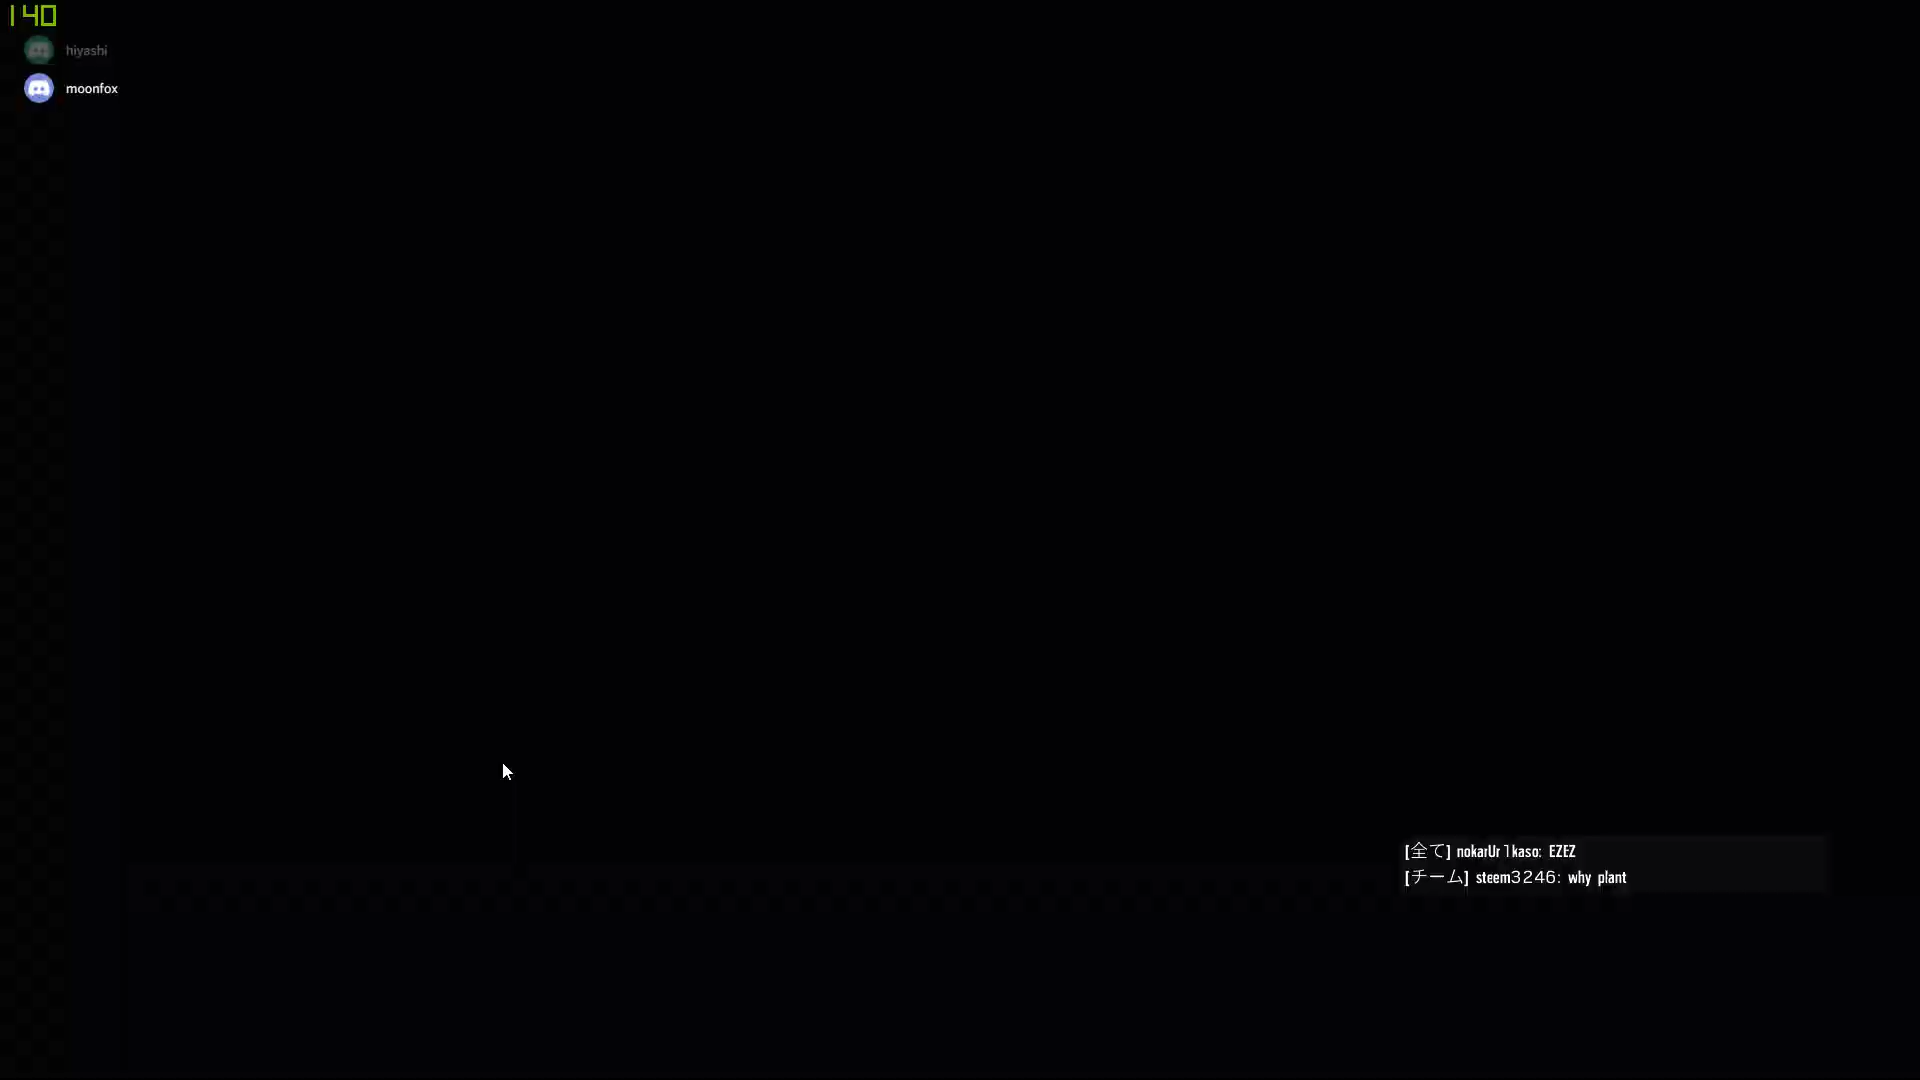 140
hiyashi
moonfox
[全て] nokarUr1kaso: EZEZ
[チーム] steem3246: why plant